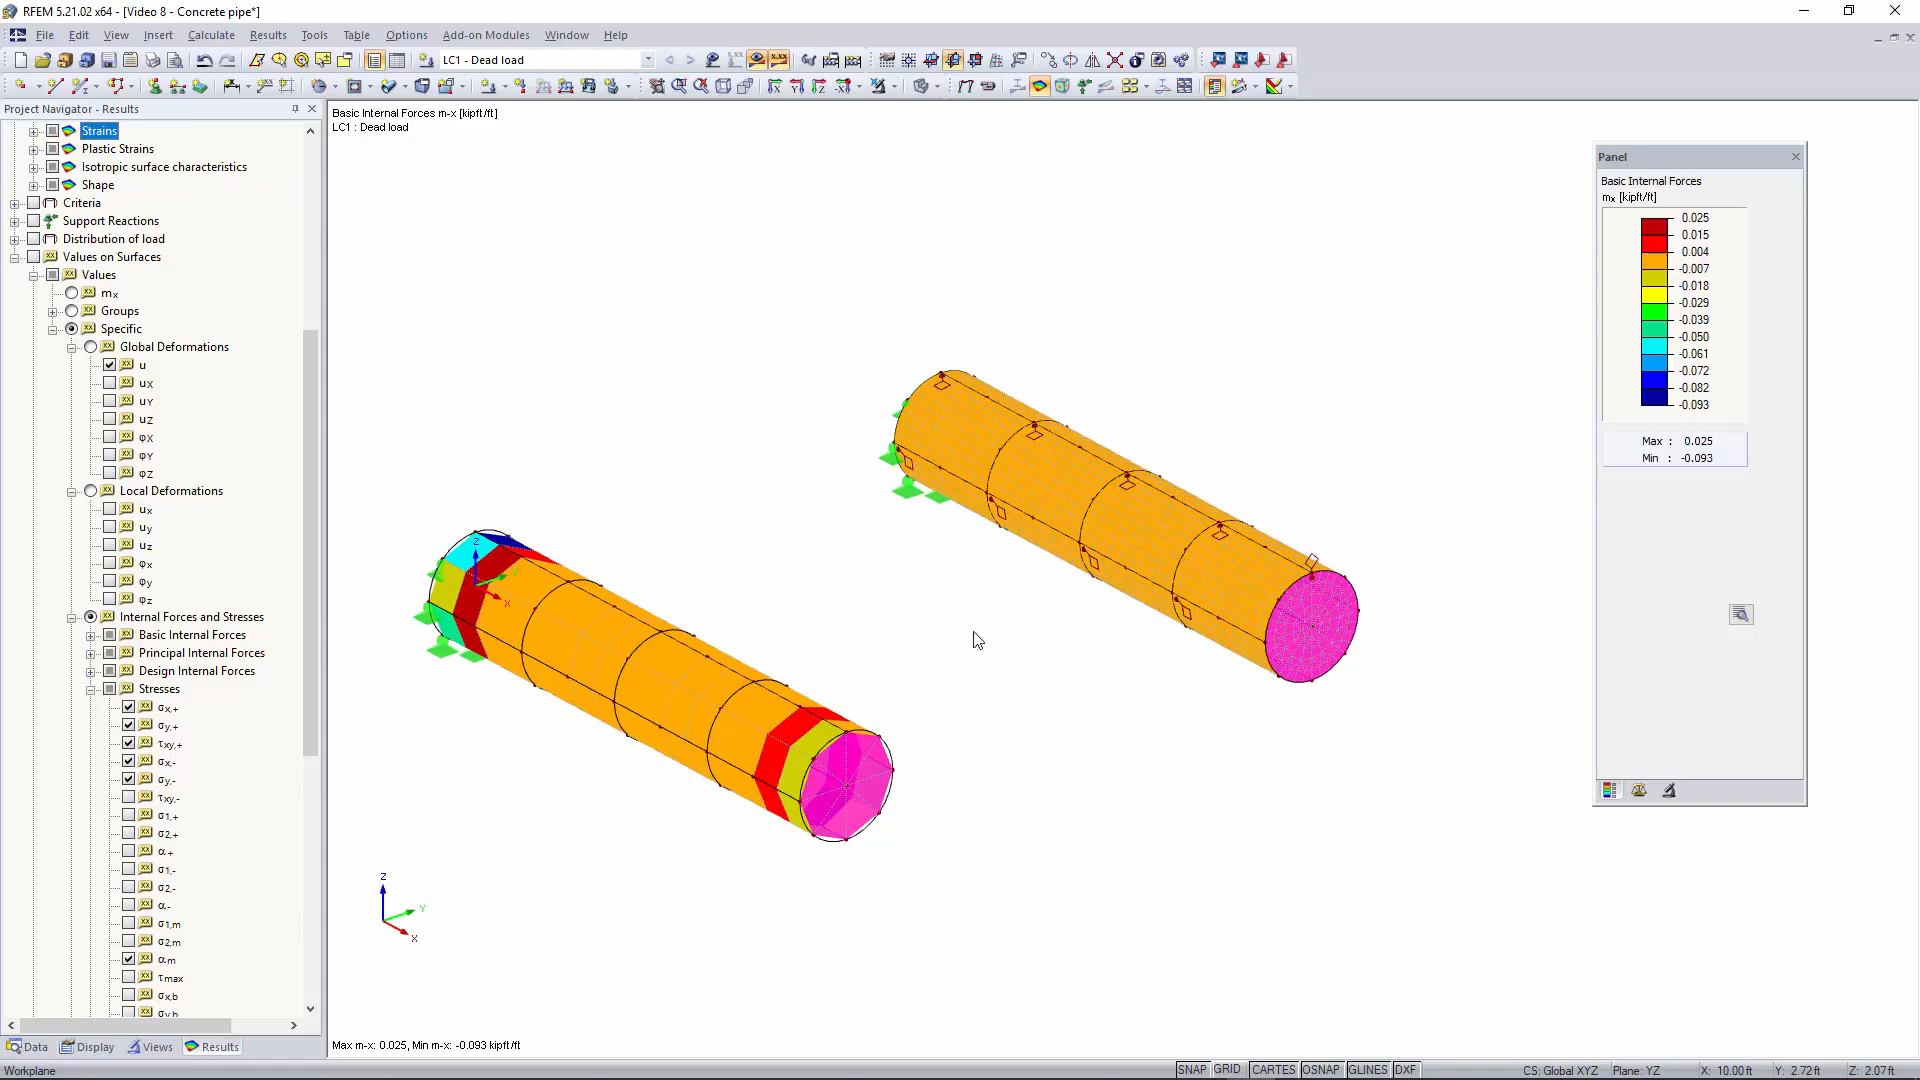 RFEM 5.21.02 x64 - [Video 8 - Concrete pipe*]
File Edit View Insert Calculate Results Tools Table Options Add-on Modules Window Help
LC1 - Dead load
Project Navigator - Results
Strains
Plastic Strains
Isotropic surface characteristics
Shape
Criteria
Support Reactions
Distribution of load
Values on Surfaces
Values
mx
Groups
Specific
Global Deformations
u
uX
uY
uZ
φX
φY
φZ
Local Deformations
ux
uy
uz
φx
φy
φz
Internal Forces and Stresses
Basic Internal Forces
Principal Internal Forces
Design Internal Forces
Stresses
σx,+
σy,+
τxy,+
σx,-
σy,-
τxy,-
σ1,+
σ2,+
α+
σ1,-
σ2,-
α-
σ1,m
σ2,m
αm
τmax
σx,b
σy,b
Data Display Views Results
Basic Internal Forces m-x [kipft/ft]
LC1 : Dead load
Z
X
Z
Y
X
Max m-x: 0.025, Min m-x: -0.093 kipft/ft
Panel
Basic Internal Forces
mx [kipft/ft]
0.025
0.015
0.004
-0.007
-0.018
-0.029
-0.039
-0.050
-0.061
-0.072
-0.082
-0.093
Max : 0.025
Min : -0.093
Workplane
SNAP GRID CARTES OSNAP GLINES DXF CS: Global XYZ Plane: YZ X: 10.00 ft Y: 2.72 ft Z: 2.07 ft